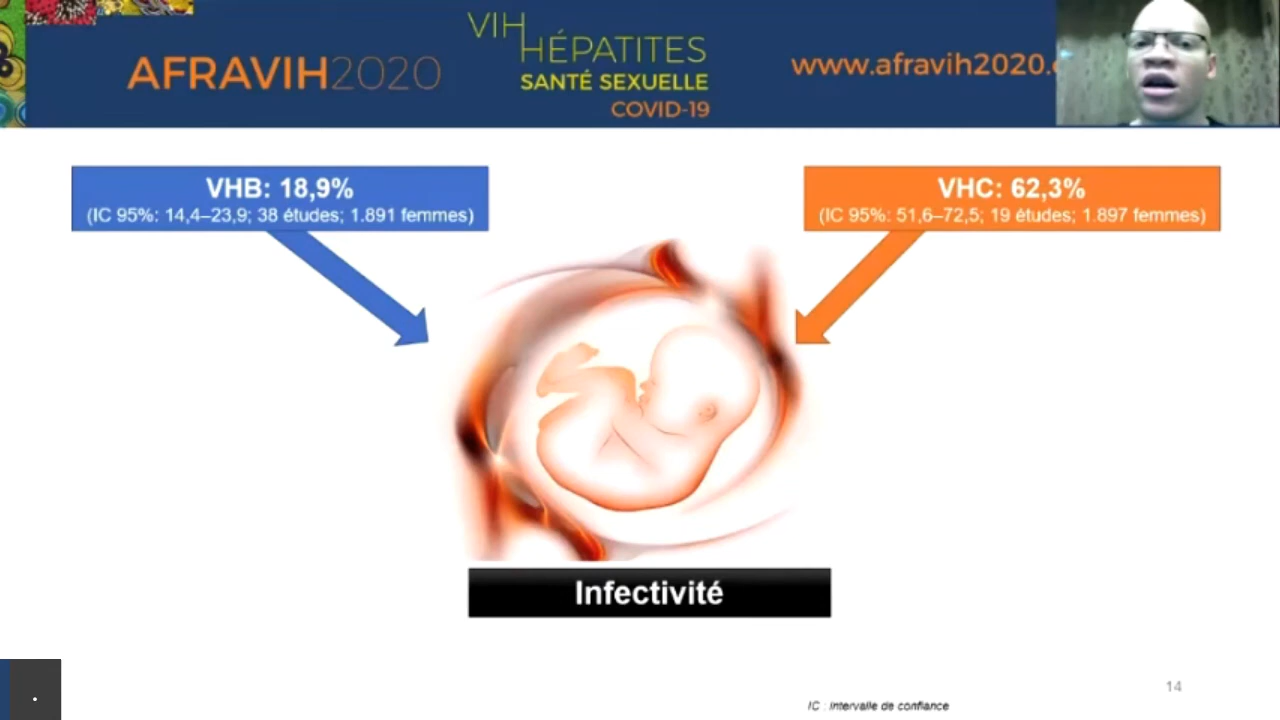 VIH
HÉPATITES
SANTÉ SEXUELLE
COVID-19
AFRAVIH2020
www.afravih2020.
VHB: 18,9%
(IC 95%: 14,4–23,9; 38 études; 1.891 femmes)
VHC: 62,3%
(IC 95%: 51,6–72,5; 19 études; 1.897 femmes)
Infectivité
14
IC : intervalle de confiance